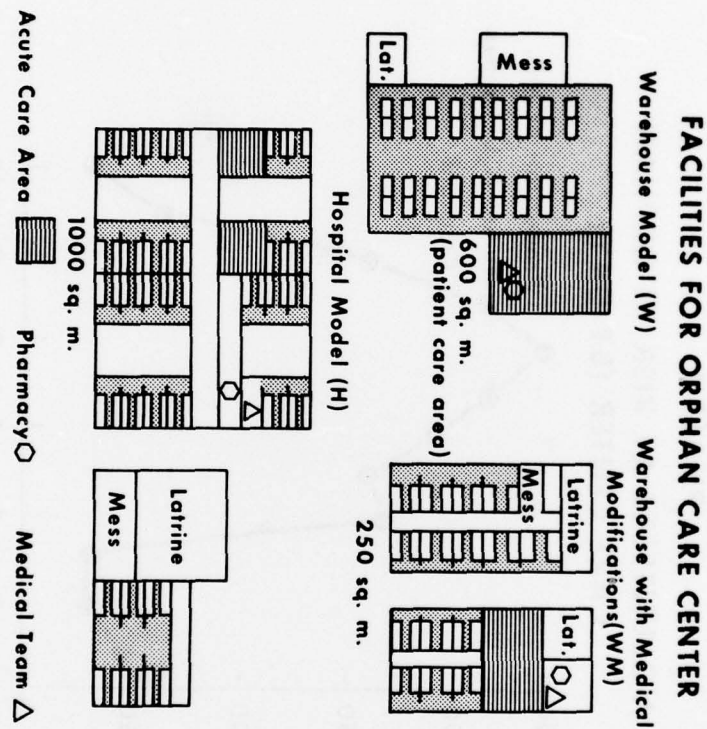 FACILITIES FOR ORPHAN CARE CENTER
Warehouse Model (W)
Lat.
Mess
600 sq. m.
(patient care area)
Warehouse with Medical
Modifications(WM)
Mess
Latrine
Lat.
250 sq. m.
Hospital Model (H)
1000 sq. m.
Mess
Latrine
Acute Care Area
Pharmacy
Medical Team